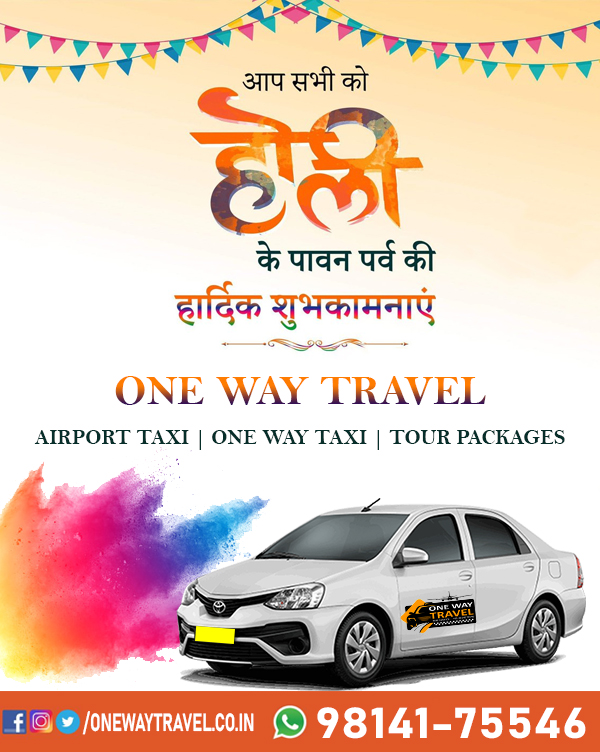 आप सभी को
होली
के पावन पर्व की
हार्दिक शुभकामनाएं
ONE WAY TRAVEL
AIRPORT TAXI | ONE WAY TAXI | TOUR PACKAGES
ONE WAY
TRAVEL
/ONEWAYTRAVEL.CO.IN 98141-75546